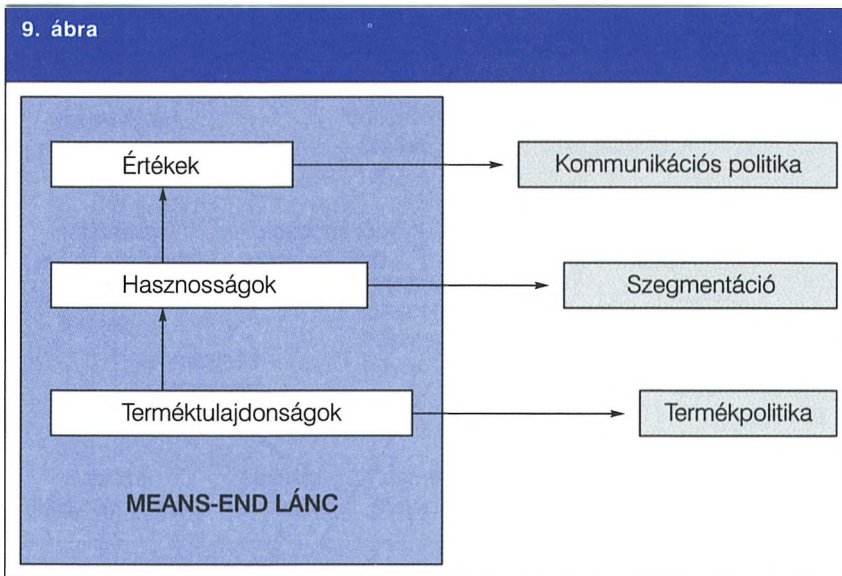 9. ábra
Értékek
Kommunikációs politika
Hasznosságok
Szegmentáció
Terméktulajdonságok
Termékpolitika
MEANS-END LÁNC